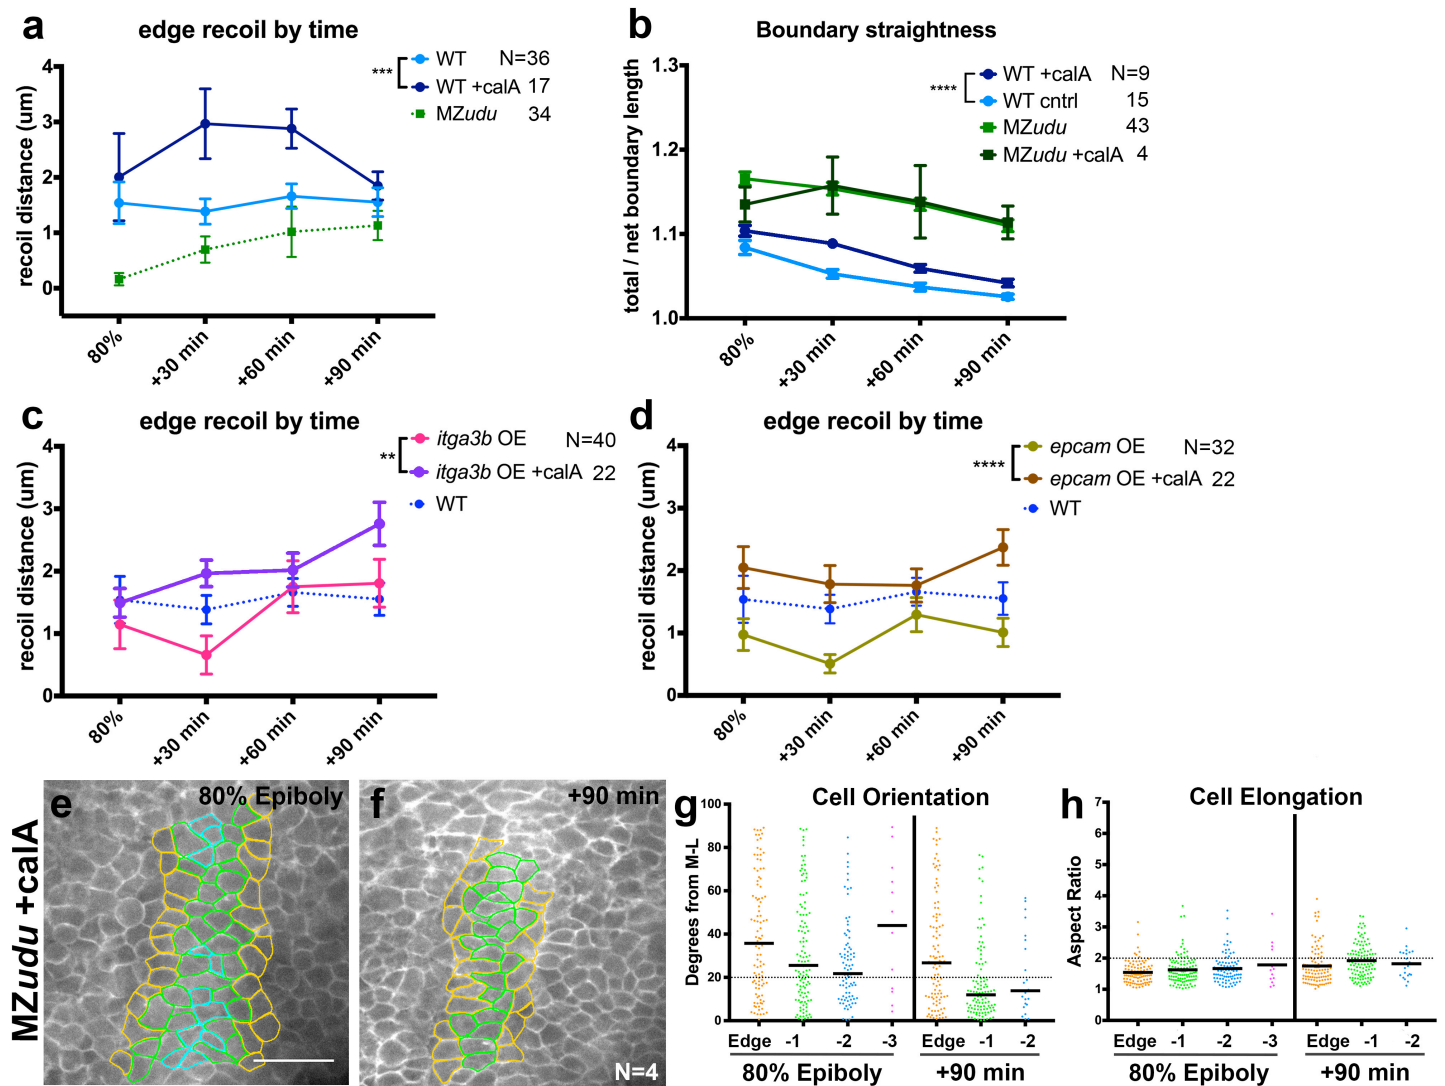 a
edge recoil by time
WT N=36
WT +calA 17
MZudu 34
***
recoil distance (um)
4
3
2
1
0
80%
+30 min
+60 min
+90 min
b
Boundary straightness
WT +calA N=9
WT cntrl 15
MZudu 43
MZudu +calA 4
****
total / net boundary length
1.3
1.2
1.1
1.0
80%
+30 min
+60 min
+90 min
c
edge recoil by time
itga3b OE N=40
itga3b OE +calA 22
WT
**
recoil distance (um)
4
3
2
1
0
80%
+30 min
+60 min
+90 min
d
edge recoil by time
epcam OE N=32
epcam OE +calA 22
WT
****
recoil distance (um)
4
3
2
1
0
80%
+30 min
+60 min
+90 min
MZudu +calA
e
80% Epiboly
f
+90 min
N=4
g
Cell Orientation
Degrees from M-L
100
80
60
40
20
0
Edge -1 -2 -3 Edge -1 -2
80% Epiboly +90 min
h
Cell Elongation
Aspect Ratio
7
6
5
4
3
2
1
0
Edge -1 -2 -3 Edge -1 -2
80% Epiboly +90 min